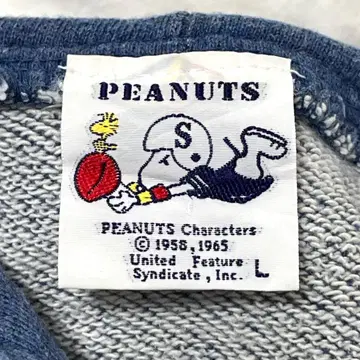 PEANUTS
S
PEANUTS Characters
© 1958, 1965
United Feature
Syndicate, Inc. L